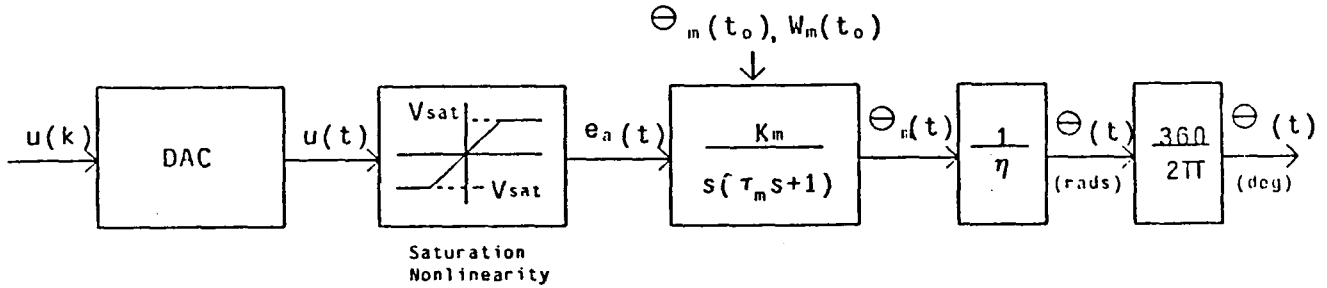 Θm(to), Wm(to)
u(k)
DAC
u(t)
Vsat
--- Vsat
ea(t)
Km
s(τms+1)
Θm(t)
1
η
Θ(t)
(rads)
360
2π
Θ(t)
(deg)
Saturation
Nonlinearity